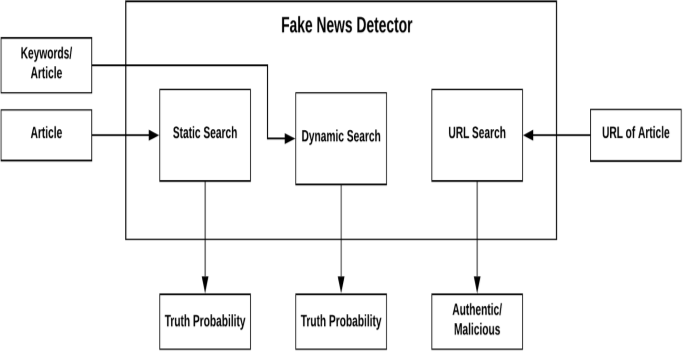 Fake News Detector
Keywords/
Article
Article
Static Search
Dynamic Search
URL Search
URL of Article
Truth Probability
Truth Probability
Authentic/
Malicious